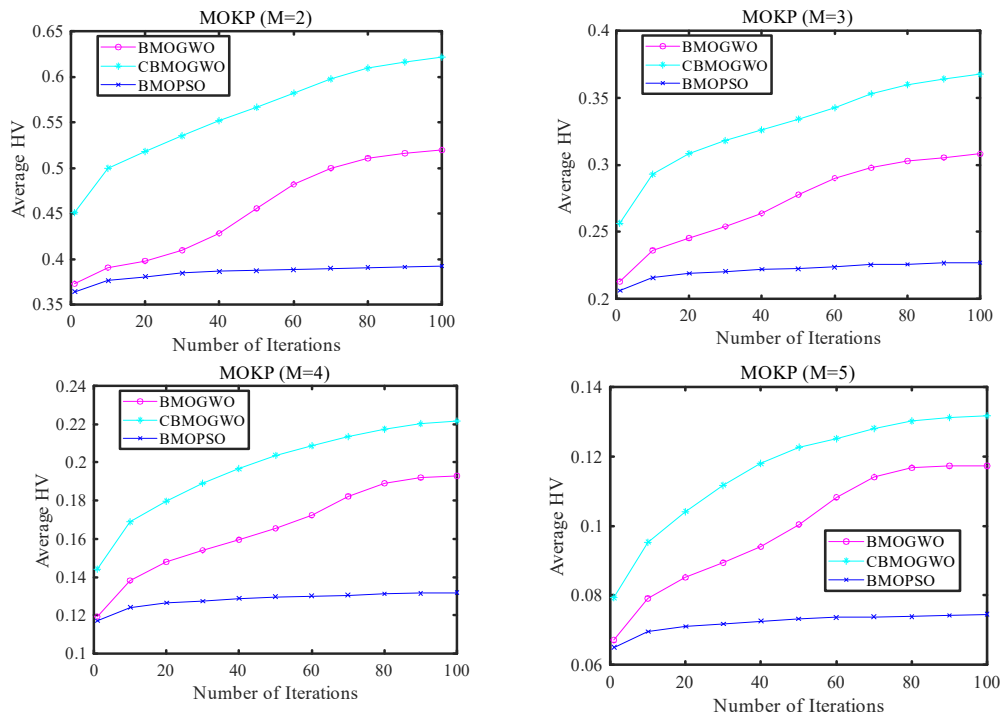 MOKP (M=2)
0.65
0.6
0.55
0.5
0.45
0.4
0.35
Average HV
BMOGWO
CBMOGWO
BMOPSO
0 20 40 60 80 100
Number of Iterations
MOKP (M=3)
0.4
0.35
0.3
0.25
0.2
Average HV
BMOGWO
CBMOGWO
BMOPSO
0 20 40 60 80 100
Number of Iterations
MOKP (M=4)
0.24
0.22
0.2
0.18
0.16
0.14
0.12
0.1
Average HV
BMOGWO
CBMOGWO
BMOPSO
0 20 40 60 80 100
Number of Iterations
MOKP (M=5)
0.14
0.12
0.1
0.08
0.06
Average HV
BMOGWO
CBMOGWO
BMOPSO
0 20 40 60 80 100
Number of Iterations